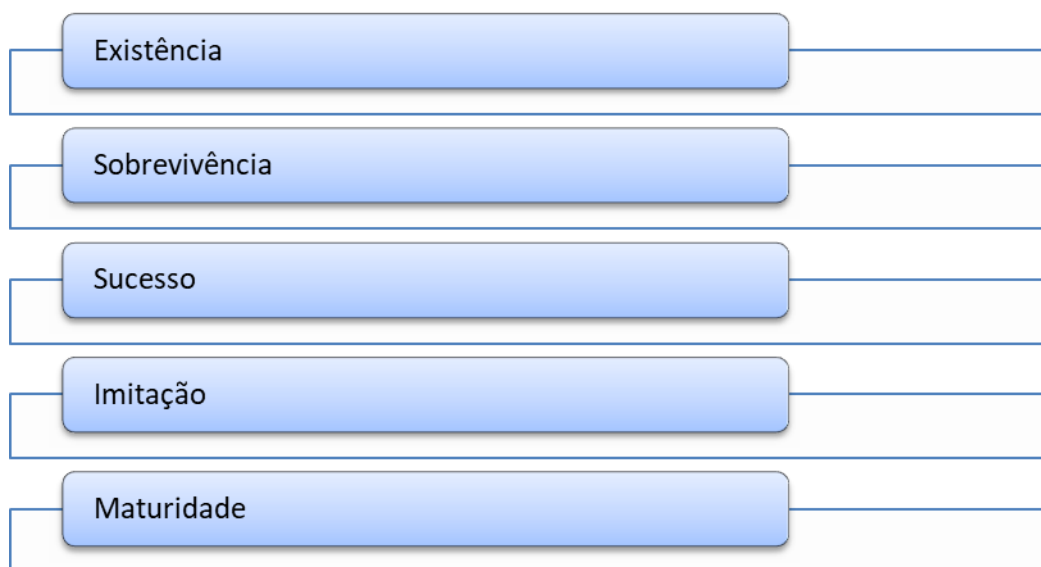 Existência
Sobrevivência
Sucesso
Imitação
Maturidade